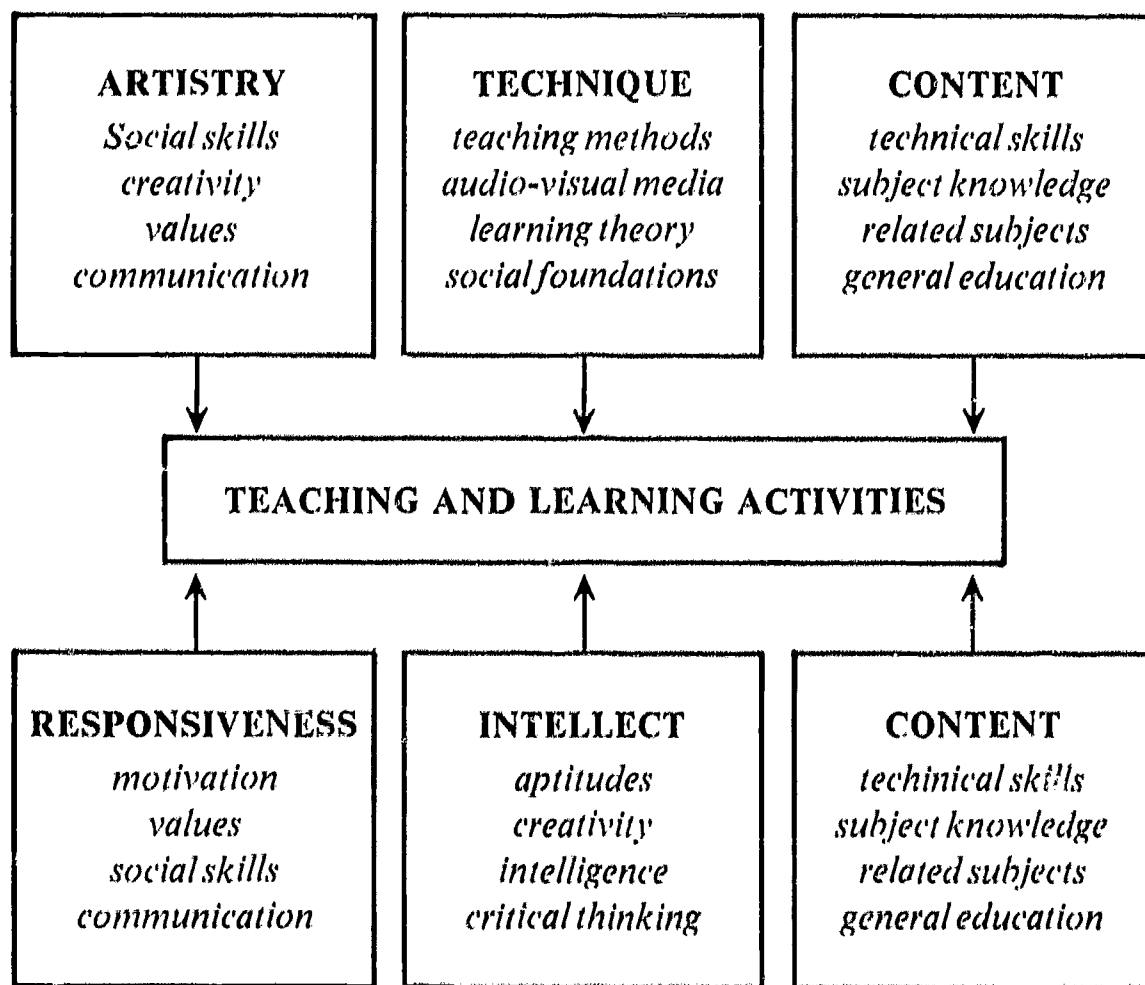 ARTISTRY
Social skills
creativity
values
communication
TECHNIQUE
teaching methods
audio-visual media
learning theory
social foundations
CONTENT
technical skills
subject knowledge
related subjects
general education
TEACHING AND LEARNING ACTIVITIES
RESPONSIVENESS
motivation
values
social skills
communication
INTELLECT
aptitudes
creativity
intelligence
critical thinking
CONTENT
techinical skills
subject knowledge
related subjects
general education